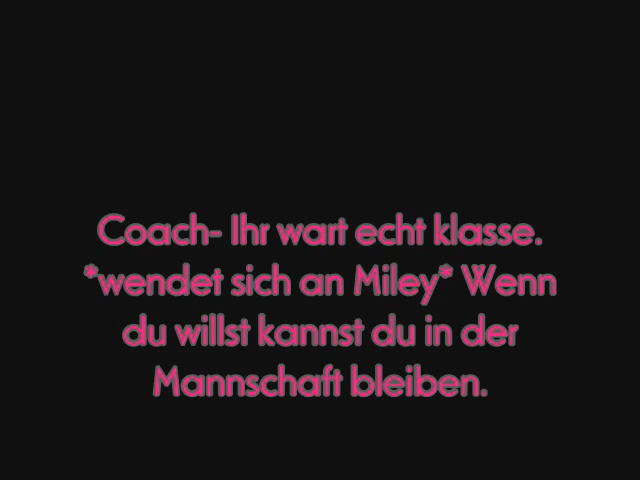 Coach- Ihr wart echt klasse.
*wendet sich an Miley* Wenn
du willst kannst du in der
Mannschaft bleiben.